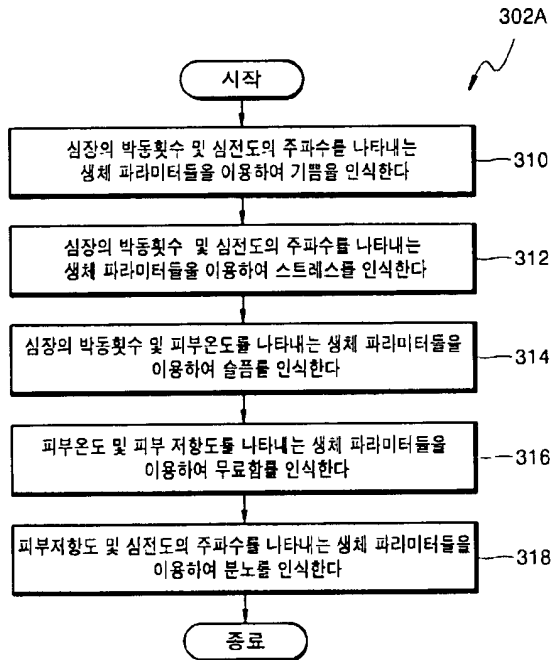 302A
시작
심장의 박동횟수 및 심전도의 주파수를 나타내는
생체 파라미터들을 이용하여 기쁨을 인식한다
310
심장의 박동횟수 및 심전도의 주파수를 나타내는
생체 파라미터들을 이용하여 스트레스를 인식한다
312
심장의 박동횟수 및 피부온도를 나타내는 생체 파라미터들을
이용하여 슬픔를 인식한다
314
피부온도 및 피부 저항도를 나타내는 생체 파라미터들을
이용하여 무료함를 인식한다
316
피부저항도 및 심전도의 주파수를 나타내는 생체 파리미터들을
이용하여 분노를 인식한다
318
종료